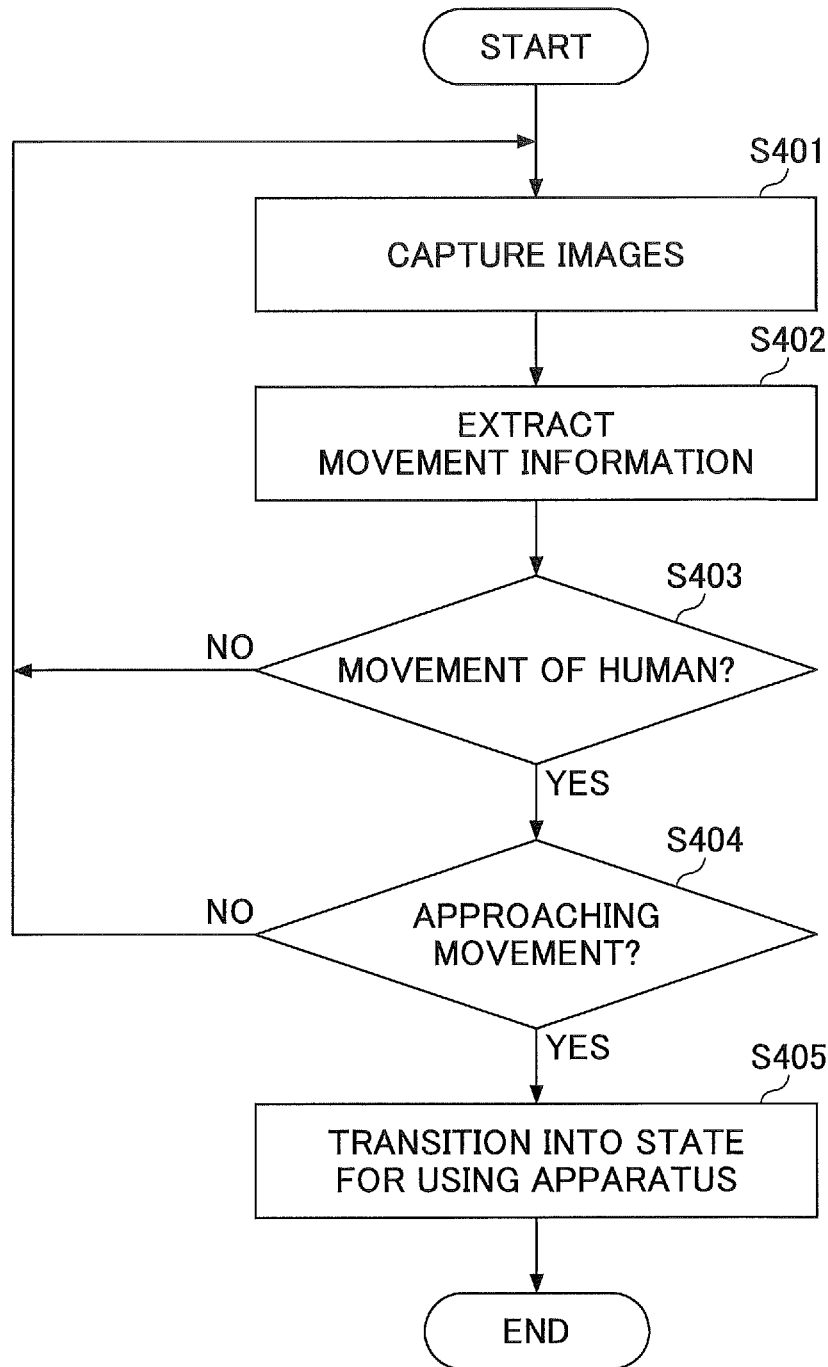 START
S401
CAPTURE IMAGES
S402
EXTRACT
MOVEMENT INFORMATION
S403
NO
MOVEMENT OF HUMAN?
YES
S404
NO
APPROACHING
MOVEMENT?
YES
S405
TRANSITION INTO STATE
FOR USING APPARATUS
END